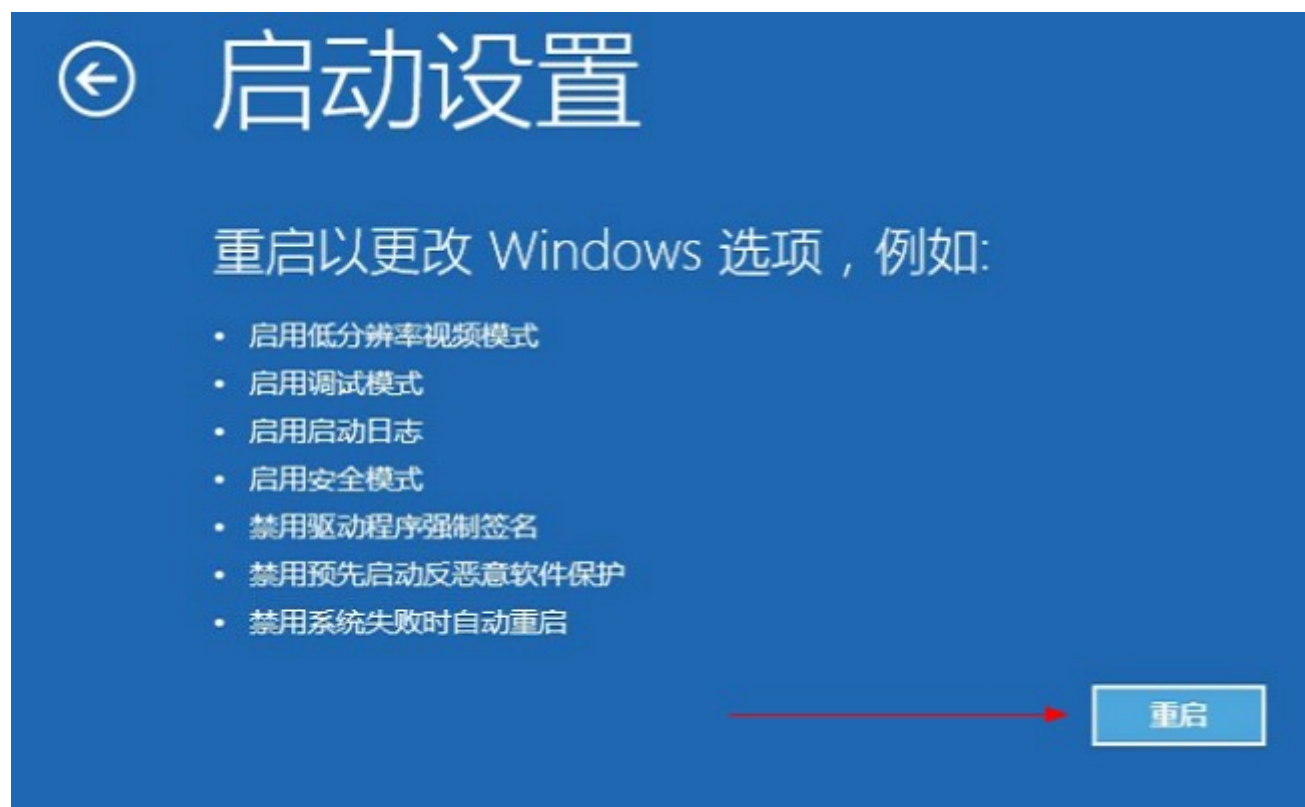 启动设置
重启以更改 Windows 选项，例如:
• 启用低分辨率视频模式
• 启用调试模式
• 启用启动日志
• 启用安全模式
• 禁用驱动程序强制签名
• 禁用预先启动反恶意软件保护
• 禁用系统失败时自动重启
重启